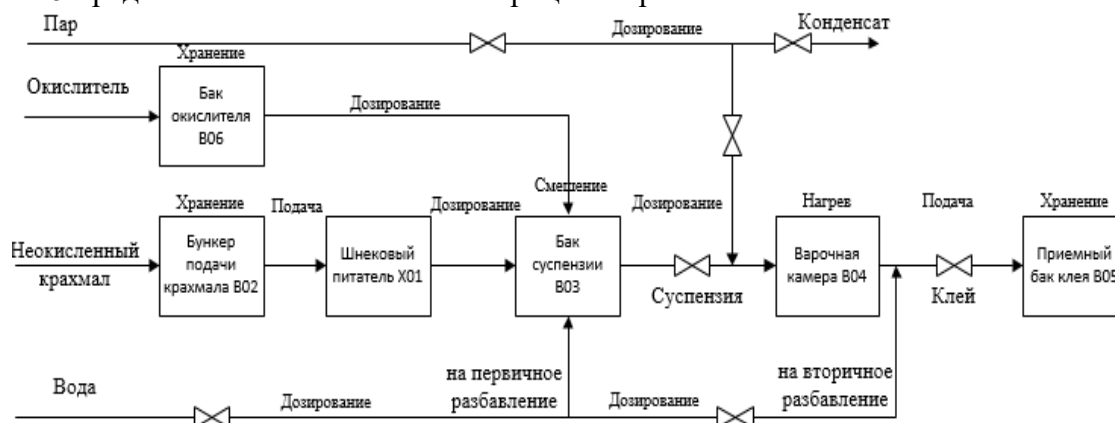 Пар
Дозирование
Конденсат
Хранение
Окислитель
Бак
окислителя
В06
Дозирование
Смешение
Дозирование
Нагрев
Подача
Хранение
Хранение
Подача
Дозирование
Неокисленный
крахмал
Бункер
подачи
крахмала В02
Шнековый
питатель Х01
Бак
суспензии
В03
Суспензия
Варочная
камера В04
Клей
Приемный
бак клея В05
Вода
Дозирование
на первичное
разбавление
Дозирование
на вторичное
разбавление